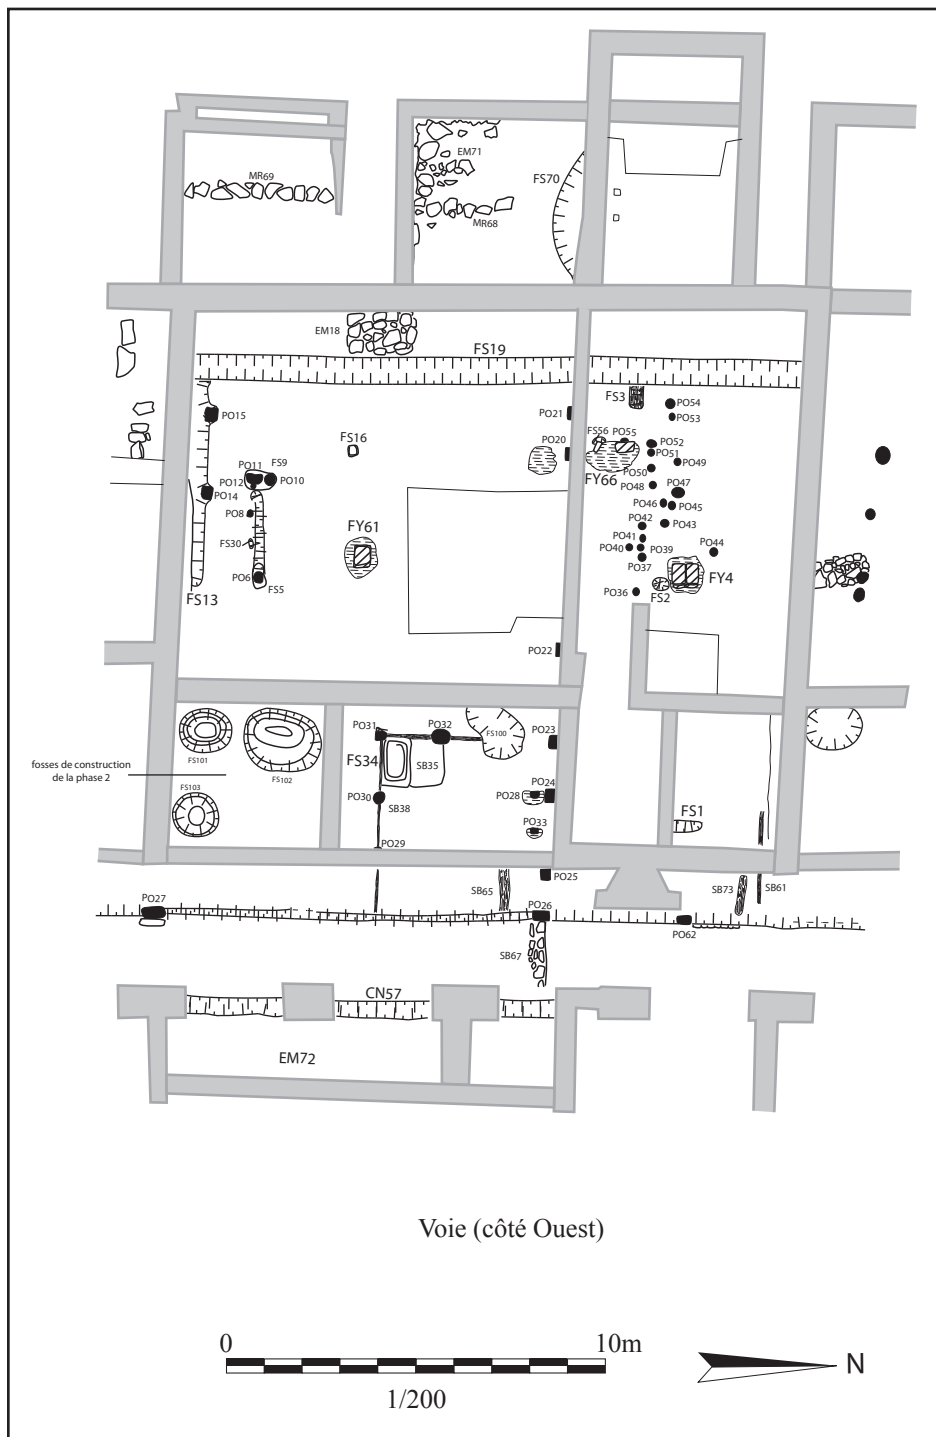 EM71
MR69
FS70
MR68
EM18
FS19
FS3
PO54
PO53
PO15
PO21
FS16
PO20
FS56
PO55
PO52
PO51
PO11
FS9
PO49
PO12
PO10
PO50
FY66
PO14
PO48
PO47
PO8
PO46
PO45
FY61
PO42
PO43
FS30
PO41
PO40
PO39
PO44
PO6
PO37
FY4
FS5
FS2
FS13
PO36
PO22
PO31
PO32
PO23
FS100
FS101
FS34
SB35
fosses de construction
de la phase 2
FS102
PO24
FS103
PO30
PO28
SB38
FS1
PO33
PO29
PO25
SB65
SB73
SB61
PO27
PO26
PO62
SB67
CN57
EM72
Voie (côté Ouest)
0 10m
1/200
N